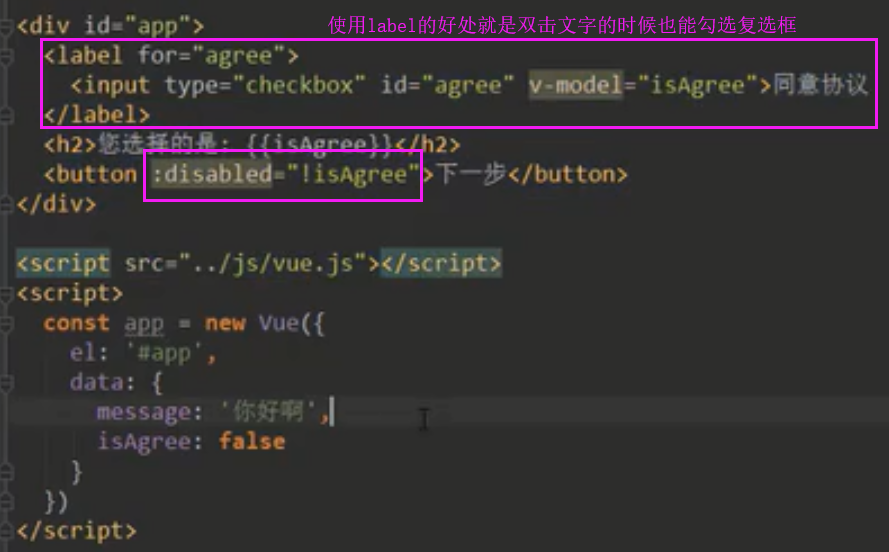 使用label的好处就是双击文字的时候也能勾选复选框
<div id="app">
<label for="agree">
<input type="checkbox" id="agree" v-model="isAgree">同意协议
</label>
<h2>您选择的是: {{isAgree}}</h2>
<button :disabled="!isAgree">下一步</button>
</div>
<script src="../js/vue.js"></script>
<script>
const app = new Vue({
el: '#app',
data: {
message: '你好啊',
isAgree: false
}
})
</script>